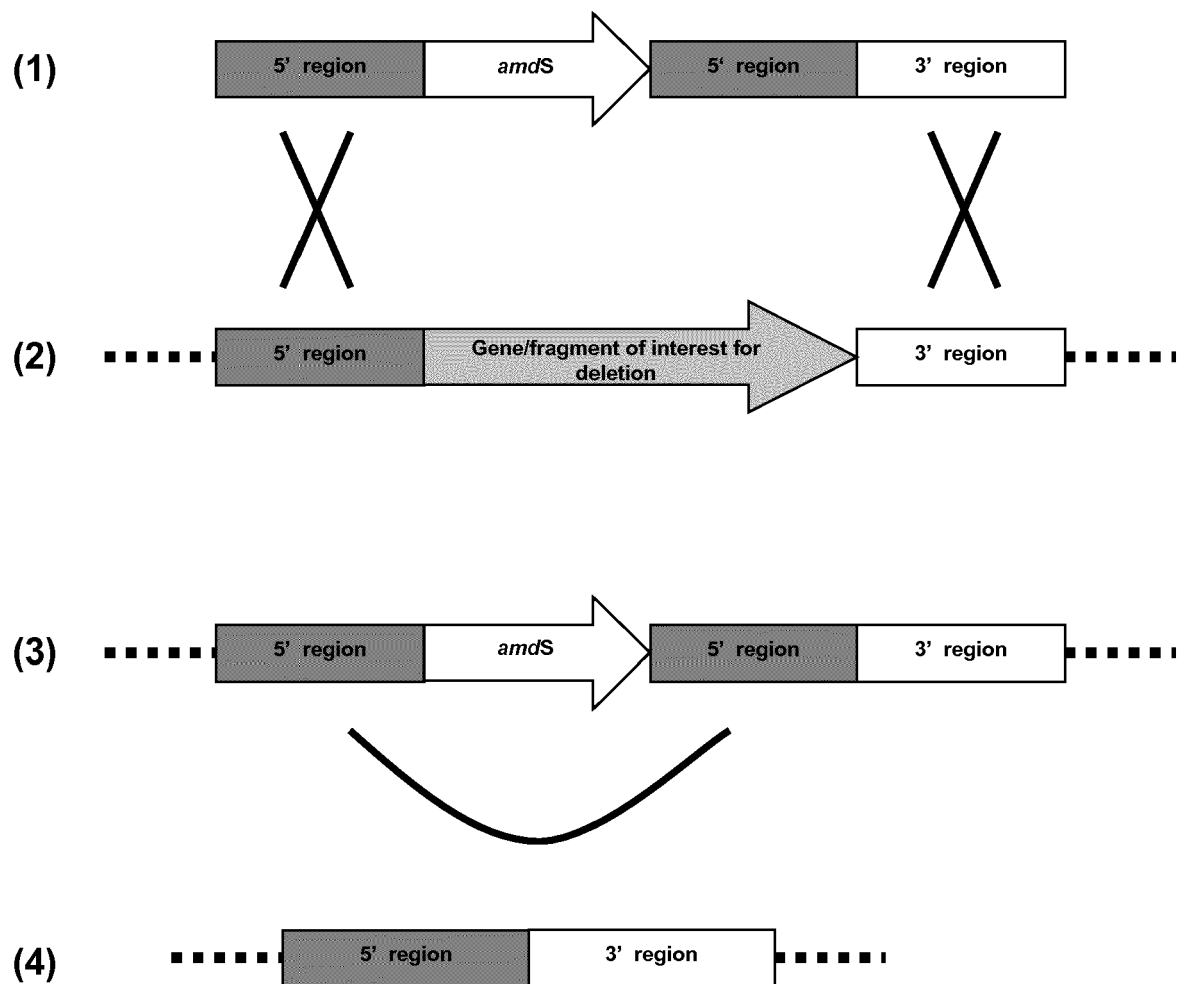 (1)
5’ region
amdS
5‘ region
3’ region
(2)
5’ region
Gene/fragment of interest for
deletion
3’ region
(3)
5’ region
amdS
5’ region
3’ region
(4)
5’ region
3’ region